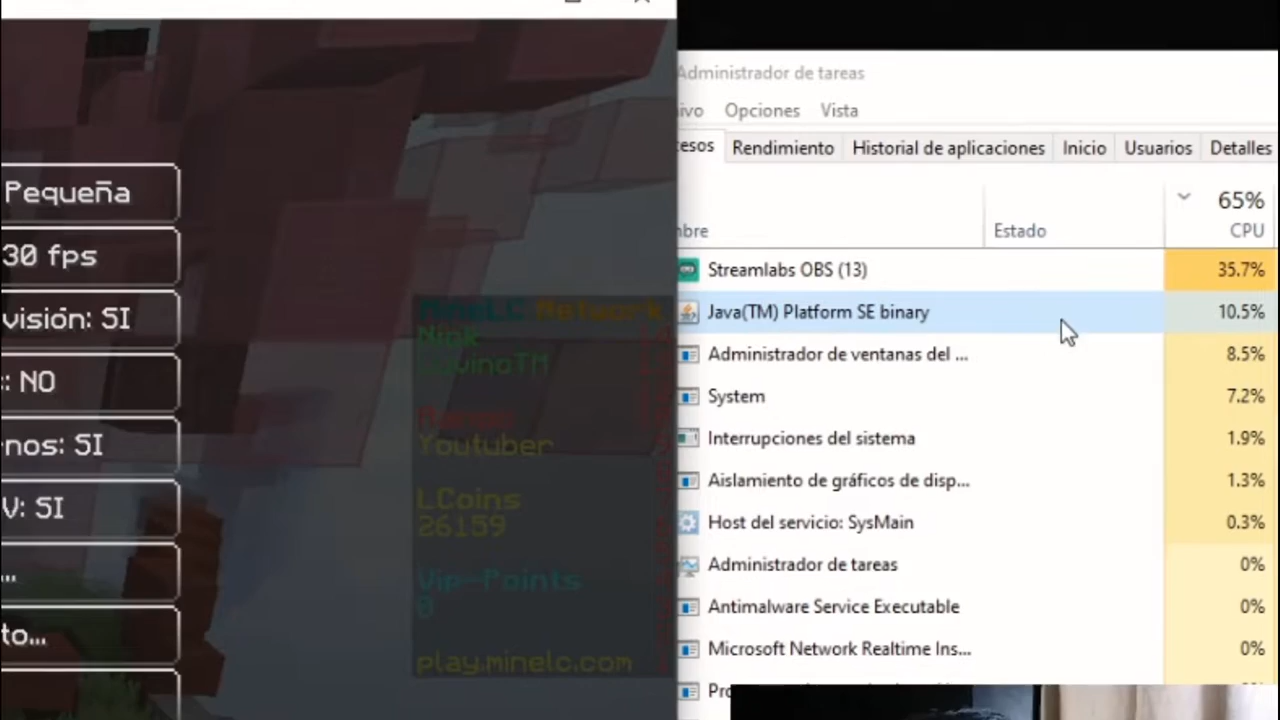 Pequeña
30 fps
visión: SI
: NO
rnos: SI
V: SI
...
to...
MineLC Network
Nick
Rango
Youtuber
LCoins
26159
Vip-Points
0
play.minelc.com
Administrador de tareas
ivo Opciones Vista
esos Rendimiento Historial de aplicaciones Inicio Usuarios Detalles
65%
bre Estado CPU
Streamlabs OBS (13) 35.7%
Java(TM) Platform SE binary 10.5%
Administrador de ventanas del ... 8.5%
System 7.2%
Interrupciones del sistema 1.9%
Aislamiento de gráficos de disp... 1.3%
Host del servicio: SysMain 0.3%
Administrador de tareas 0%
Antimalware Service Executable 0%
Microsoft Network Realtime Ins... 0%